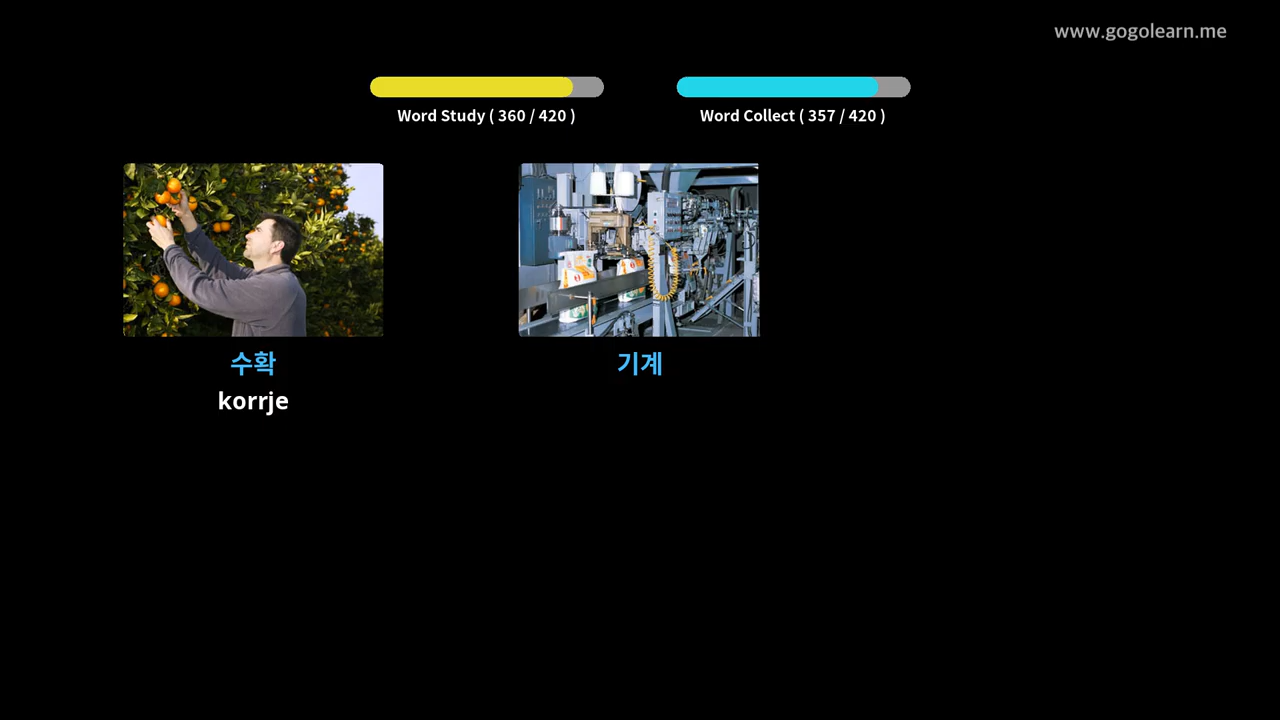 www.gogolearn.me
Word Study ( 360 / 420 )
Word Collect ( 357 / 420 )
수확
korrje
기계